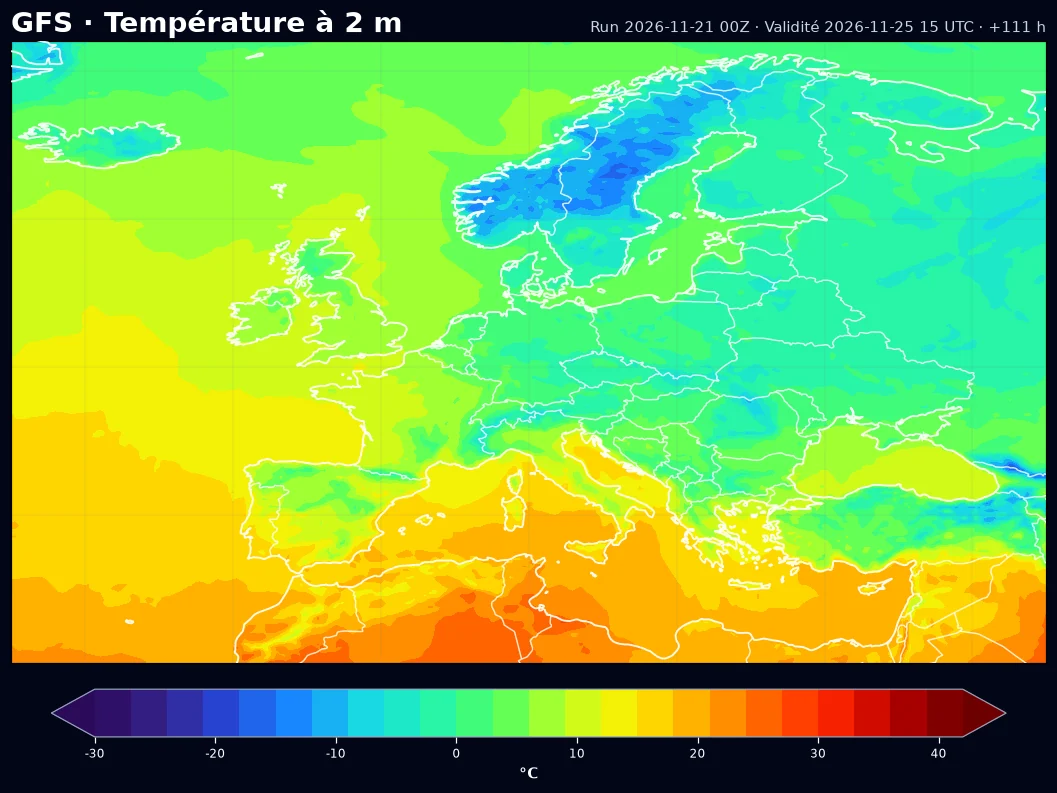 GFS · Température à 2 m
Run 2026-11-21 00Z · Validité 2026-11-25 15 UTC · +111 h
-30 -20 -10 0 10 20 30 40
°C